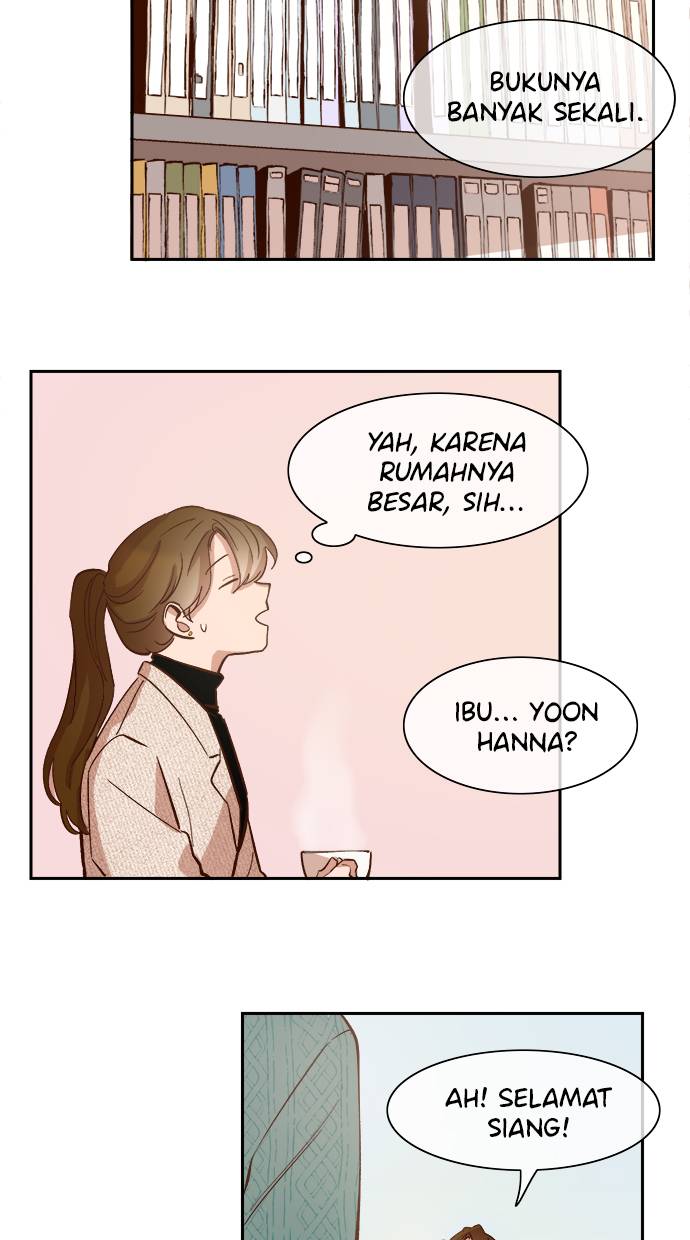 BUKUNYA
BANYAK SEKALI.
YAH, KARENA
RUMAHNYA
BESAR, SIH...
IBU... YOON
HANNA?
AH! SELAMAT
SIANG!